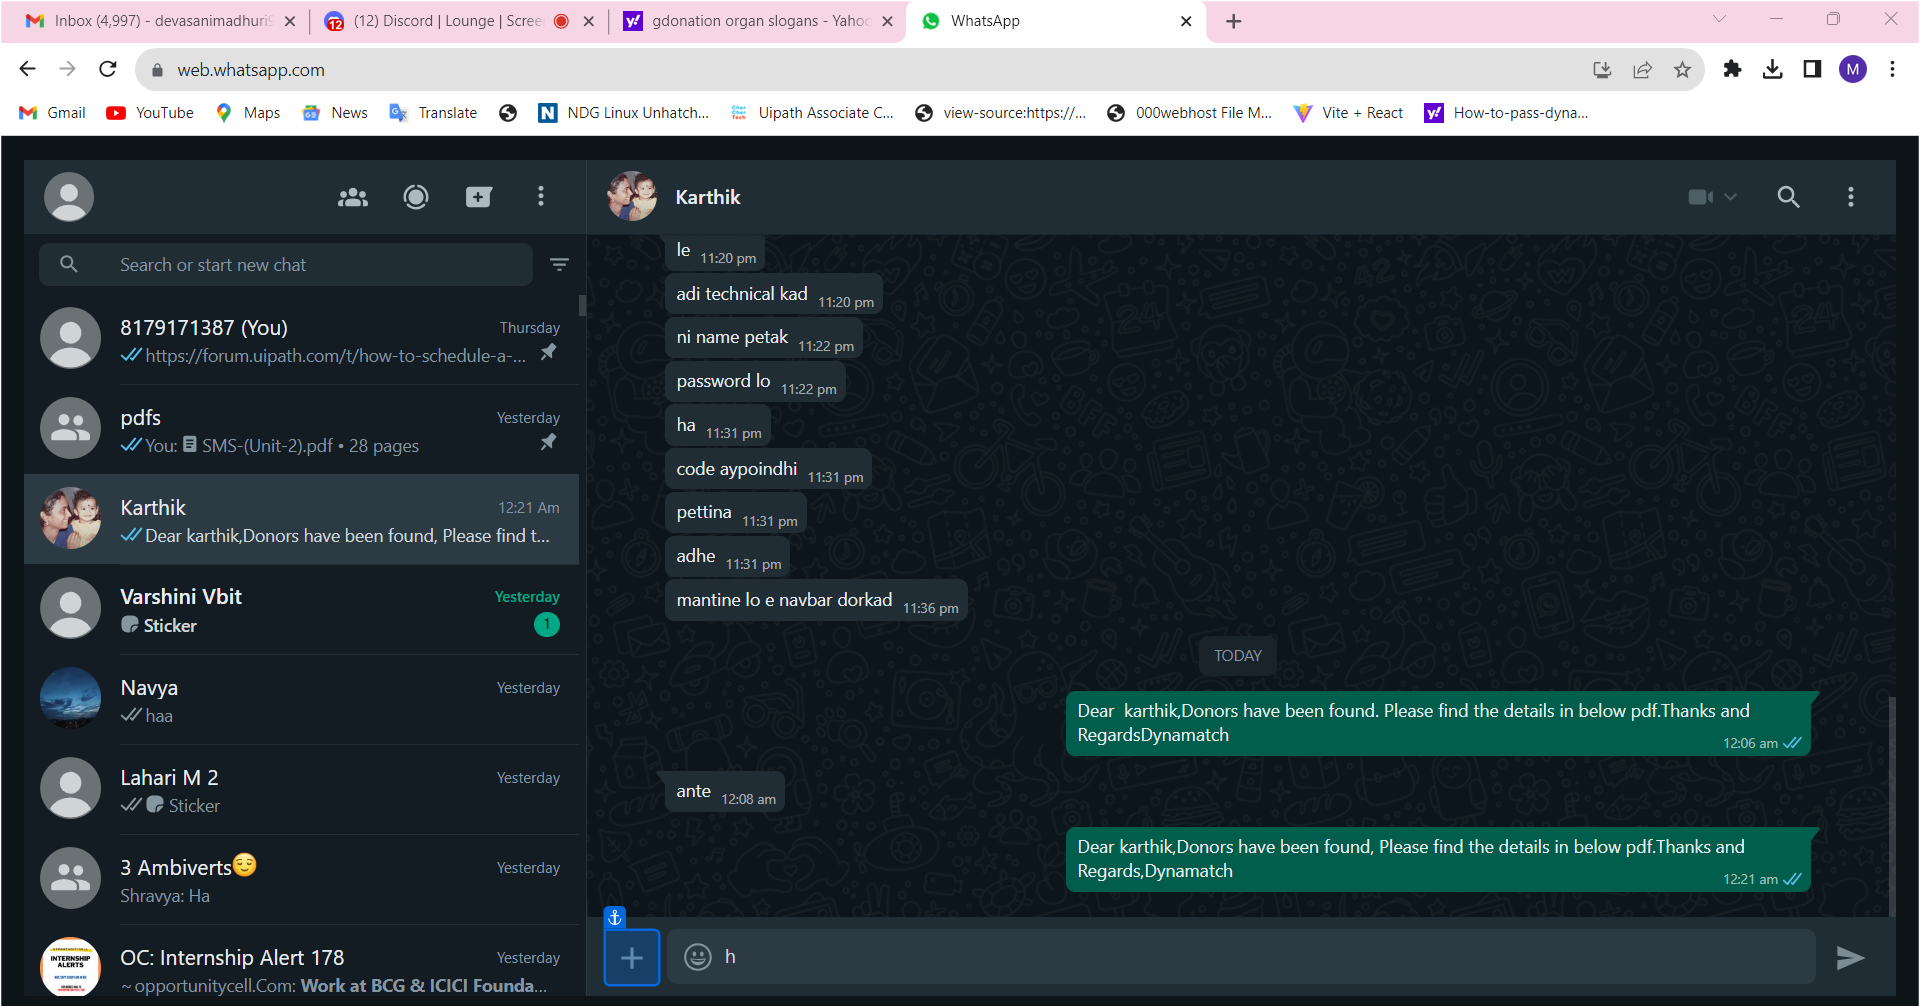 Inbox (4,997) - devasanimadhuri9
(12) Discord | Lounge | Scree
gdonation organ slogans - Yahoo
WhatsApp
web.whatsapp.com
M
Gmail
YouTube
Maps
News
Translate
NDG Linux Unhatch...
Uipath Associate C...
view-source:https://...
000webhost File M...
Vite + React
How-to-pass-dyna...
Search or start new chat
8179171387 (You)
Thursday
https://forum.uipath.com/t/how-to-schedule-a-...
pdfs
Yesterday
You: SMS-(Unit-2).pdf • 28 pages
Karthik
12:21 Am
Dear karthik,Donors have been found, Please find t...
Varshini Vbit
Yesterday
Sticker
1
Navya
Yesterday
haa
Lahari M 2
Yesterday
Sticker
3 Ambiverts😌
Yesterday
Shravya: Ha
INTERNSHIP
ALERTS
OC: Internship Alert 178
Yesterday
~opportunitycell.Com: Work at BCG & ICICI Founda...
Karthik
le 11:20 pm
adi technical kad 11:20 pm
ni name petak 11:22 pm
password lo 11:22 pm
ha 11:31 pm
code aypoindhi 11:31 pm
pettina 11:31 pm
adhe 11:31 pm
mantine lo e navbar dorkad 11:36 pm
TODAY
Dear  karthik,Donors have been found. Please find the details in below pdf.Thanks and
RegardsDynamatch
12:06 am
ante 12:08 am
Dear karthik,Donors have been found, Please find the details in below pdf.Thanks and
Regards,Dynamatch
12:21 am
h